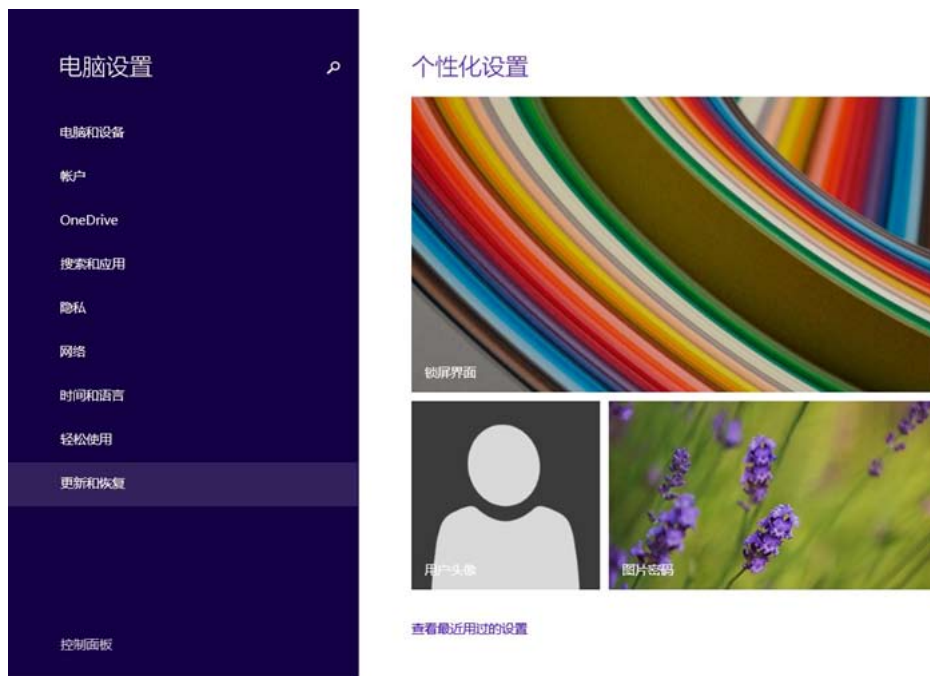 电脑设置
电脑和设备
帐户
OneDrive
搜索和应用
隐私
网络
时间和语言
轻松使用
更新和恢复
控制面板
个性化设置
锁屏界面
用户头像
图片密码
查看最近用过的设置